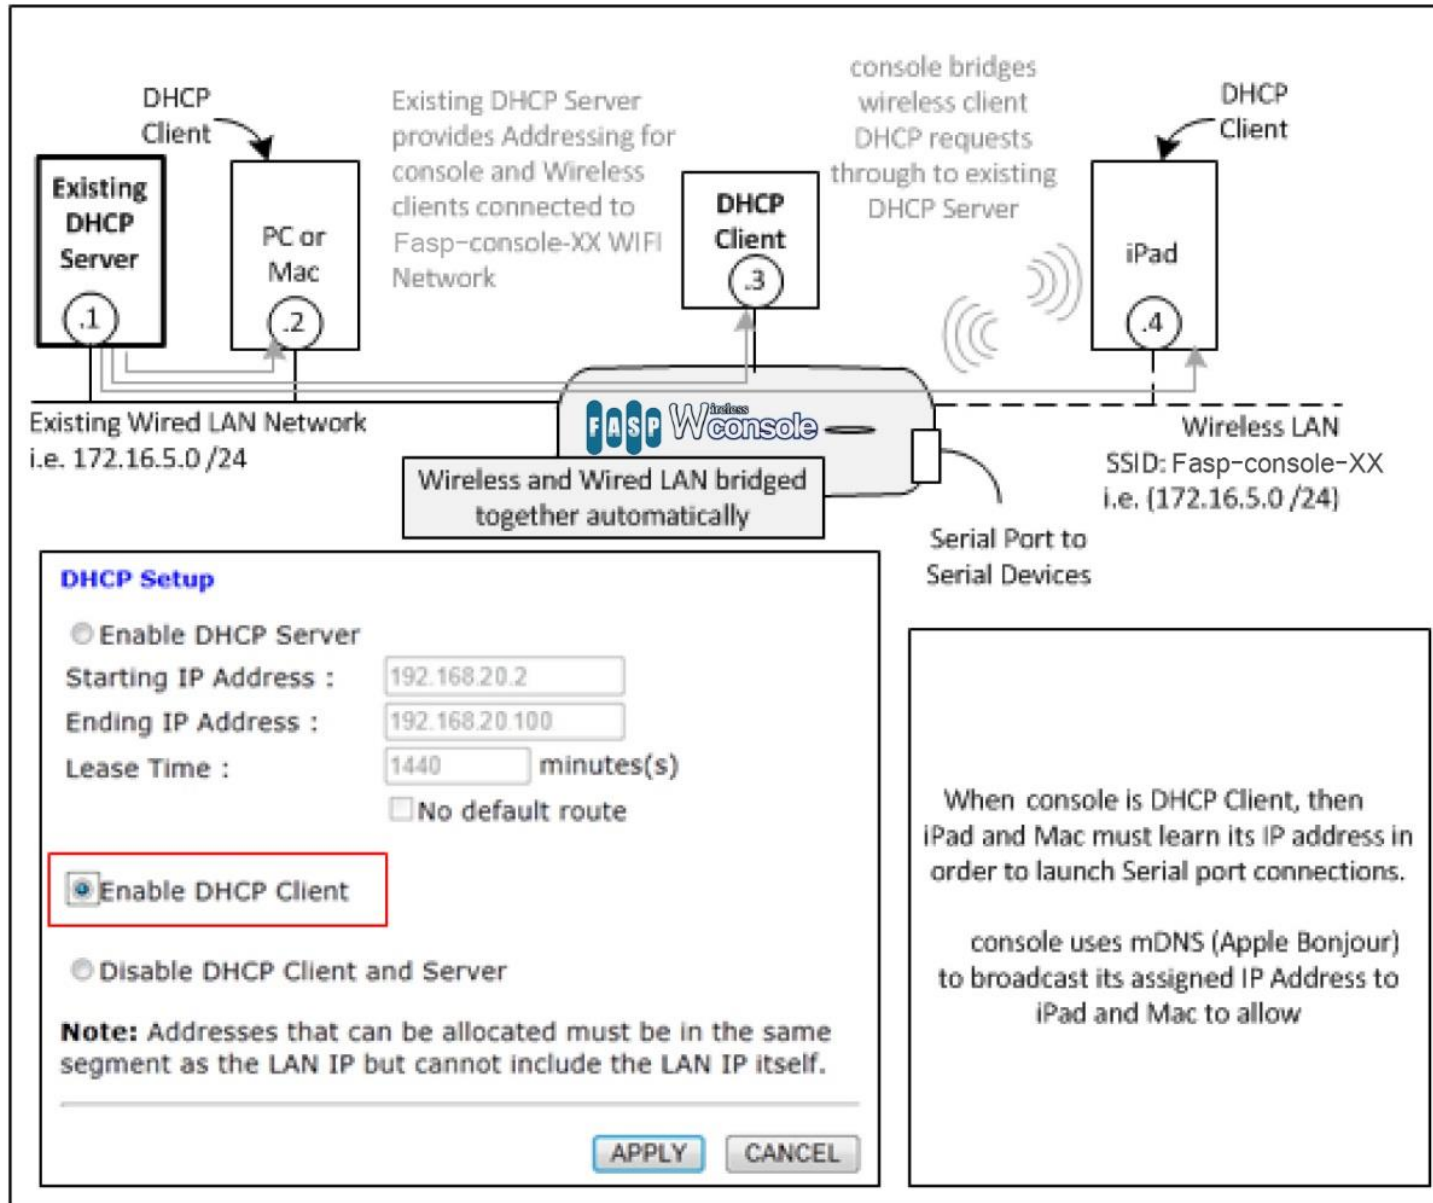 DHCP
Client
Existing DHCP Server
provides Addressing for
console and Wireless
clients connected to
Fasp-console-XX WIFI
Network
console bridges
wireless client
DHCP requests
through to existing
DHCP Server
DHCP
Client
Existing
DHCP
Server
.1
PC or
Mac
.2
DHCP
Client
.3
iPad
.4
Existing Wired LAN Network
i.e. 172.16.5.0 /24
FASP Wireless Wconsole
Wireless and Wired LAN bridged
together automatically
Wireless LAN
SSID: Fasp-console-XX
i.e. (172.16.5.0 /24)
Serial Port to
Serial Devices
DHCP Setup
Enable DHCP Server
Starting IP Address : 192.168.20.2
Ending IP Address : 192.168.20.100
Lease Time : 1440 minutes(s)
No default route
Enable DHCP Client
Disable DHCP Client and Server
Note: Addresses that can be allocated must be in the same
segment as the LAN IP but cannot include the LAN IP itself.
APPLY CANCEL
When console is DHCP Client, then
iPad and Mac must learn its IP address in
order to launch Serial port connections.
console uses mDNS (Apple Bonjour)
to broadcast its assigned IP Address to
iPad and Mac to allow